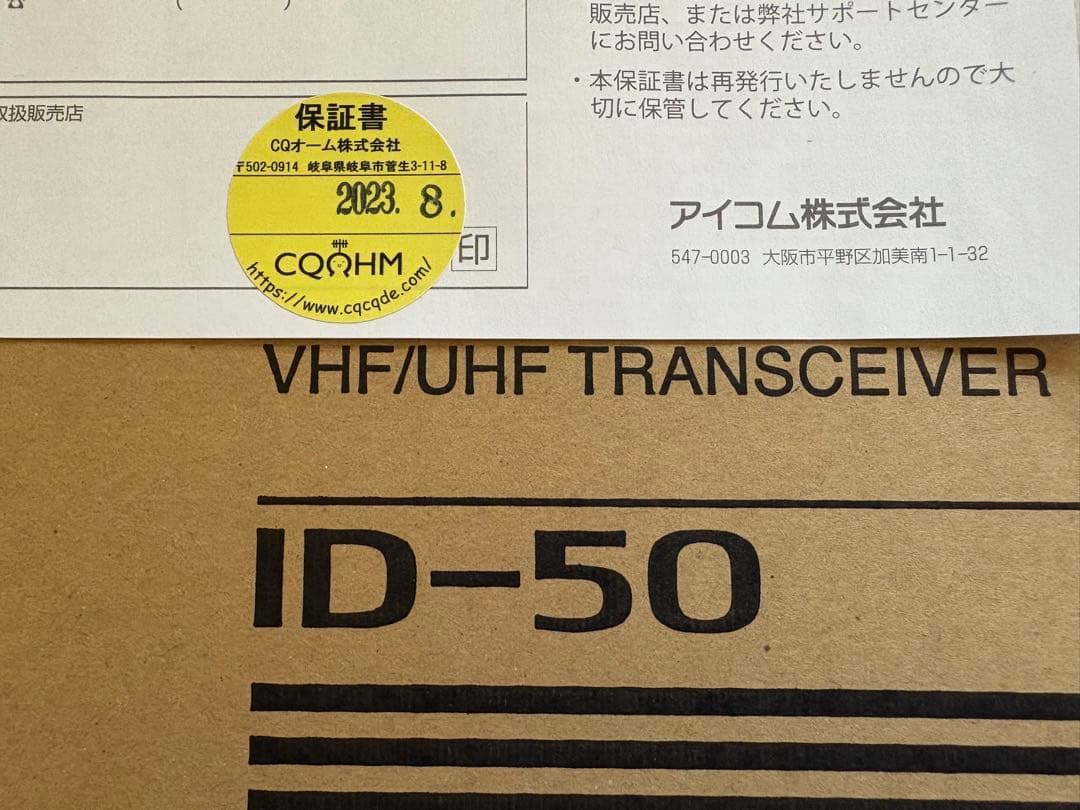 販売店、または弊社サポートセンター
にお問い合わせください。
・本保証書は再発行いたしませんので大
切に保管してください。
取扱販売店
保証書
CQオーム株式会社
〒502-0914 岐阜県岐阜市菅生3-11-8
2023. 8.
CQOHM
https://www.cqcqde.com/
印
アイコム株式会社
547-0003 大阪市平野区加美南1-1-32
VHF/UHF TRANSCEIVER
ID-50